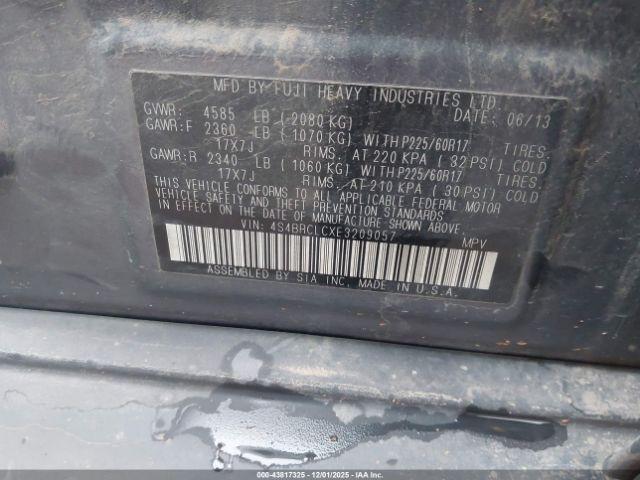 MFD BY FUJI HEAVY INDUSTRIES LTD.
GVWR: 4585 LB ( 2080 KG) DATE: 06/13
GAWR:F 2360 LB ( 1070 KG) WITH P225/60R17 TIRES.
17X7J RIMS. AT 220 KPA ( 32 PSI) COLD
GAWR:R 2340 LB ( 1060 KG) WITH P225/60R17 TIRES.
17X7J RIMS. AT 210 KPA ( 30 PSI) COLD
THIS VEHICLE CONFORMS TO ALL APPLICABLE FEDERAL MOTOR
VEHICLE SAFETY AND THEFT PREVENTION STANDARDS
IN EFFECT ON THE DATE OF MANUFACTURE SHOWN ABOVE.
VIN: 4S4BRCLCXE3209057 MPV
ASSEMBLED BY SIA INC. MADE IN U.S.A.
000-43817325 - 12/01/2025 - IAA Inc.